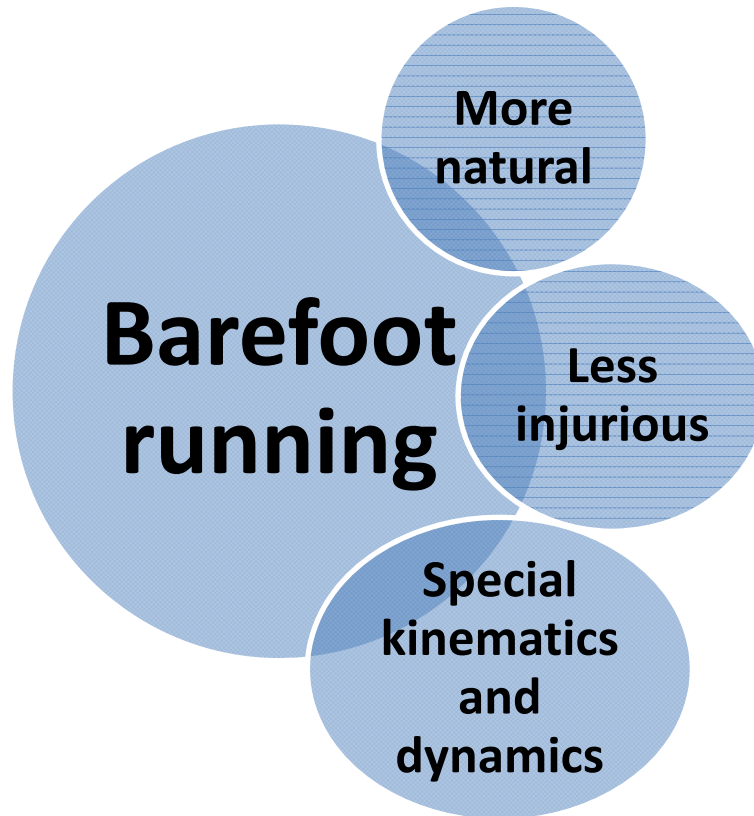 More
natural
Barefoot
running
Less
injurious
Special
kinematics
and
dynamics